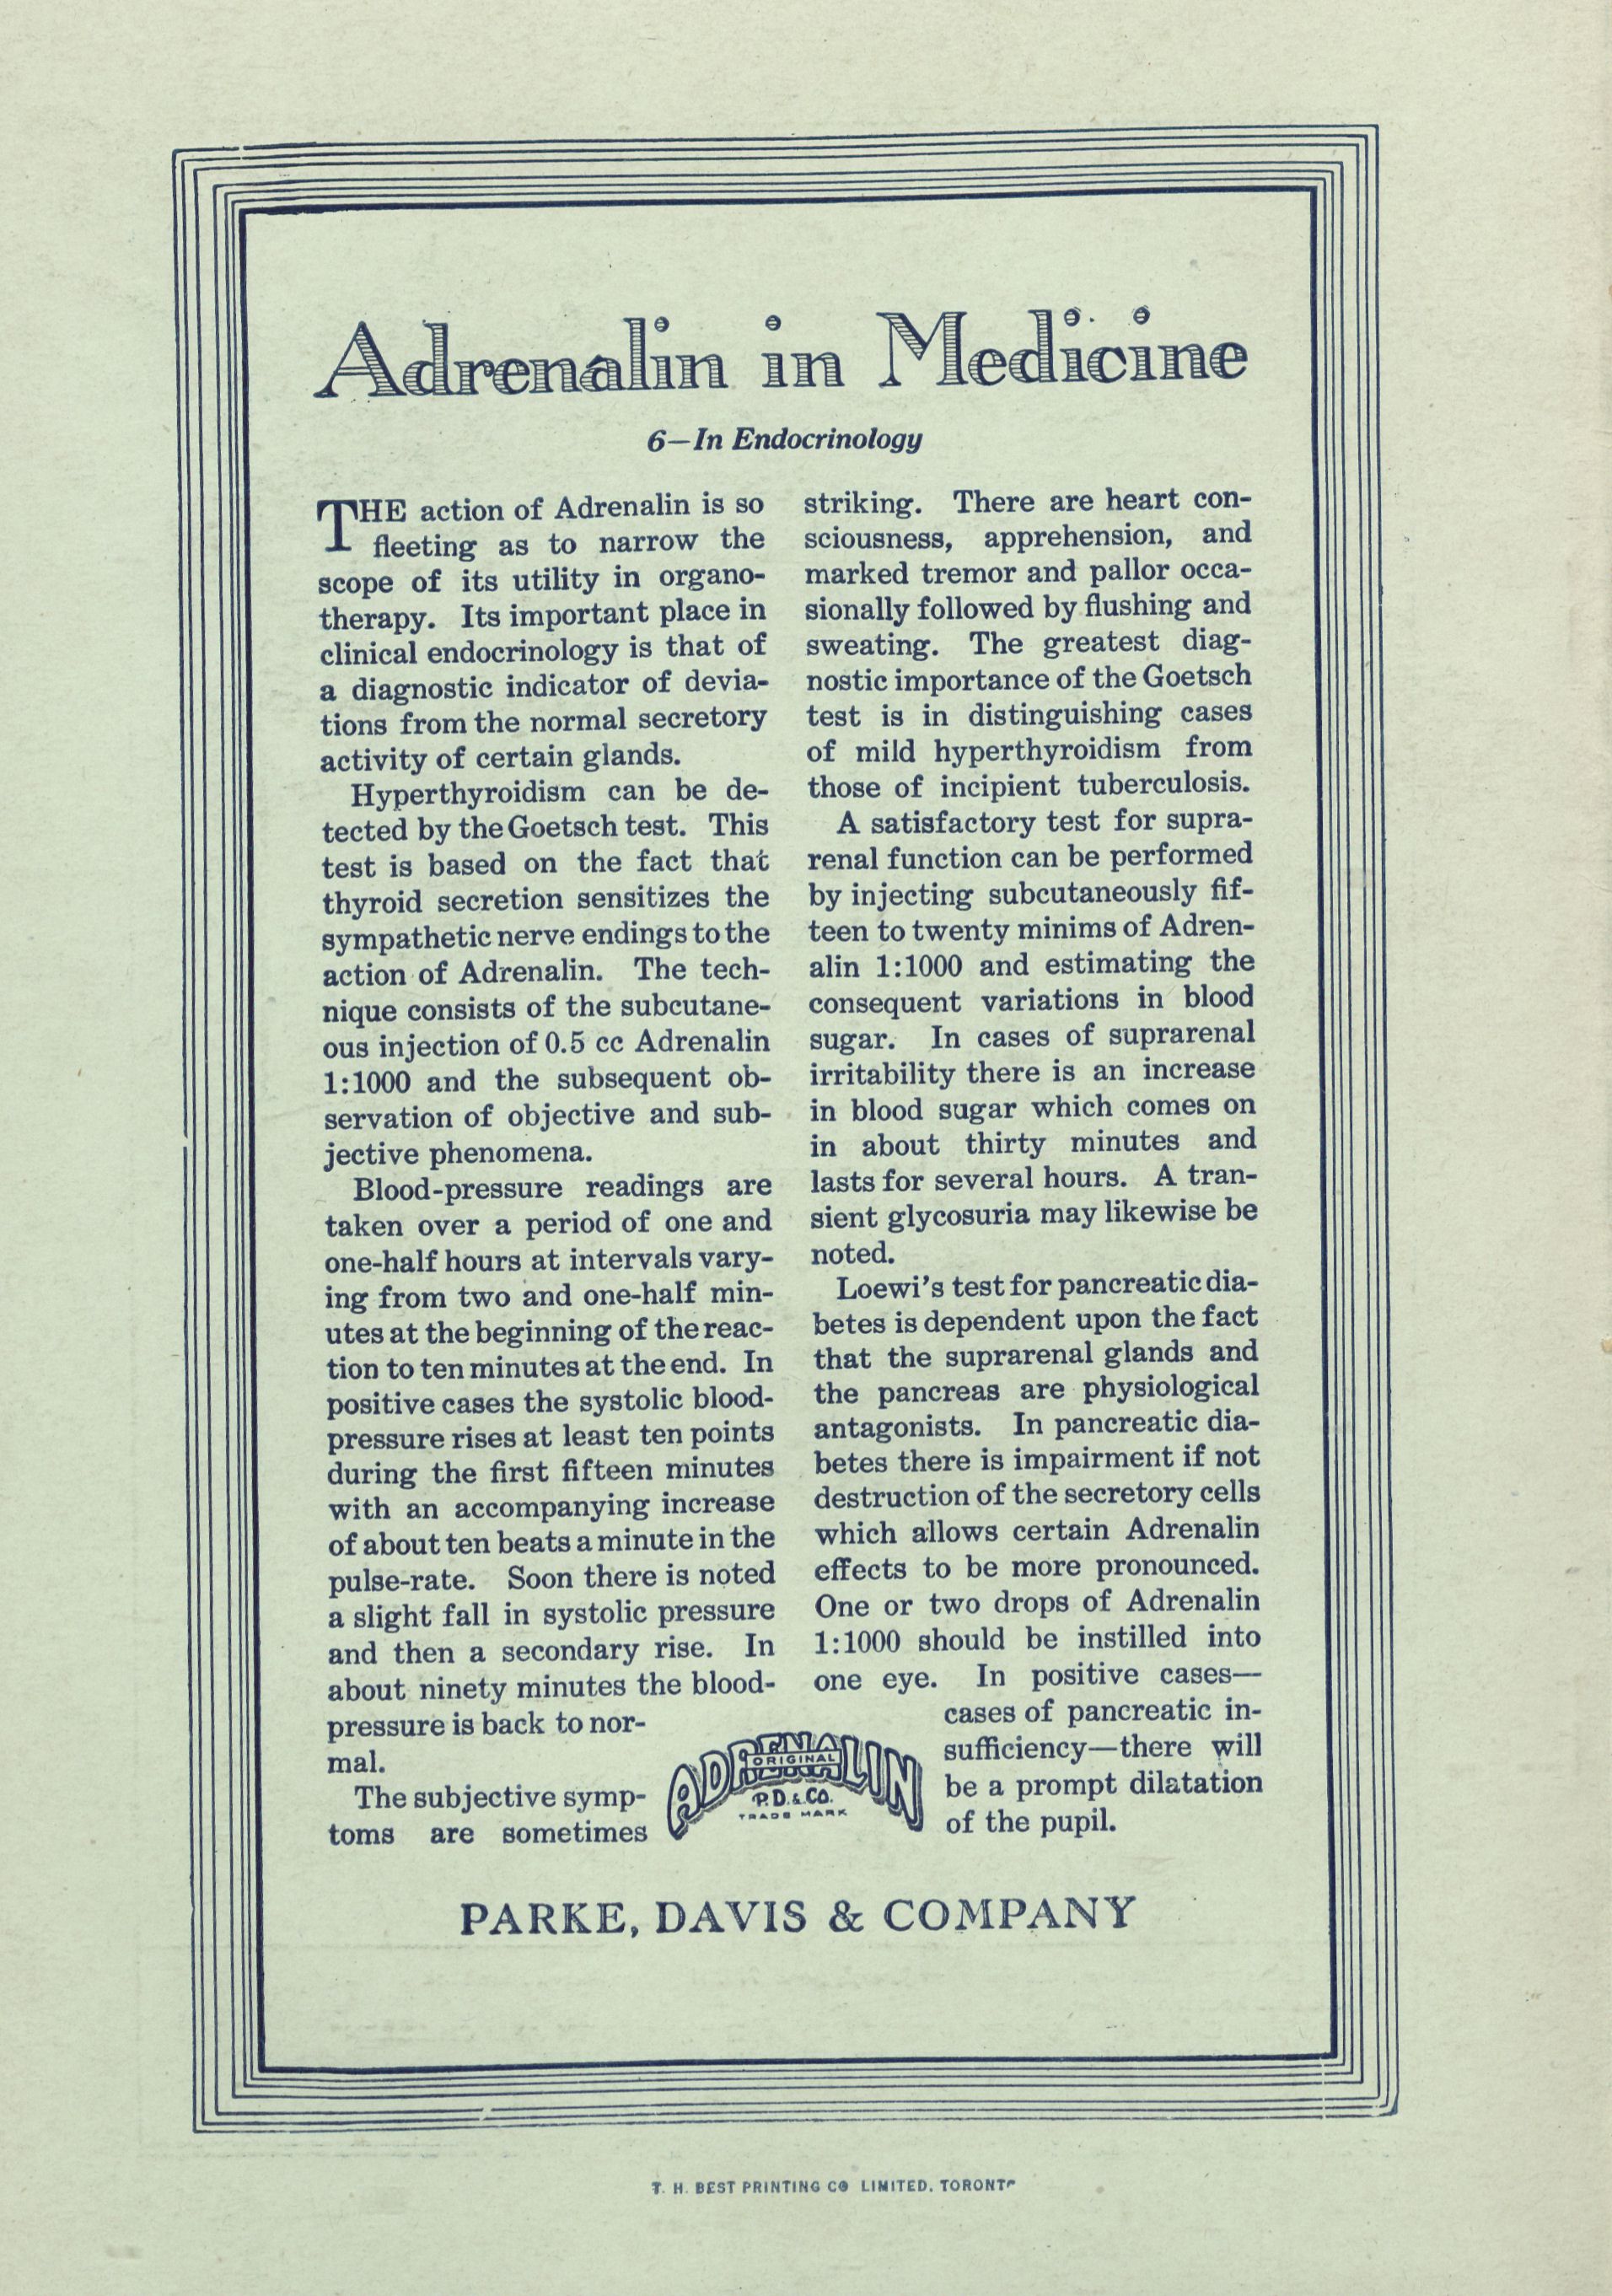 Adrenalin in Medicine
6—In Endocrinology
THE action of Adrenalin is so
fleeting as to narrow the
scope of its utility in organo-
therapy. Its important place in
clinical endocrinology is that of
a diagnostic indicator of devia-
tions from the normal secretory
activity of certain glands.
Hyperthyroidism can be de-
tected by the Goetsch test. This
test is based on the fact that
thyroid secretion sensitizes the
sympathetic nerve endings to the
action of Adrenalin. The tech-
nique consists of the subcutane-
ous injection of 0.5 cc Adrenalin
1:1000 and the subsequent ob-
servation of objective and sub-
jective phenomena.
Blood-pressure readings are
taken over a period of one and
one-half hours at intervals vary-
ing from two and one-half min-
utes at the beginning of the reac-
tion to ten minutes at the end. In
positive cases the systolic blood-
pressure rises at least ten points
during the first fifteen minutes
with an accompanying increase
of about ten beats a minute in the
pulse-rate. Soon there is noted
a slight fall in systolic pressure
and then a secondary rise. In
about ninety minutes the blood-
pressure is back to nor-
mal.
The subjective symp-
toms are sometimes
striking. There are heart con-
sciousness, apprehension, and
marked tremor and pallor occa-
sionally followed by flushing and
sweating. The greatest diag-
nostic importance of the Goetsch
test is in distinguishing cases
of mild hyperthyroidism from
those of incipient tuberculosis.
A satisfactory test for supra-
renal function can be performed
by injecting subcutaneously fif-
teen to twenty minims of Adren-
alin 1:1000 and estimating the
consequent variations in blood
sugar. In cases of suprarenal
irritability there is an increase
in blood sugar which comes on
in about thirty minutes and
lasts for several hours. A tran-
sient glycosuria may likewise be
noted.
Loewi's test for pancreatic dia-
betes is dependent upon the fact
that the suprarenal glands and
the pancreas are physiological
antagonists. In pancreatic dia-
betes there is impairment if not
destruction of the secretory cells
which allows certain Adrenalin
effects to be more pronounced.
One or two drops of Adrenalin
1:1000 should be instilled into
one eye. In positive cases—
cases of pancreatic in-
sufficiency—there will
be a prompt dilatation
of the pupil.
ADRENALIN
ORIGINAL
P.D.&CO.
TRADE MARK
PARKE, DAVIS & COMPANY
T. H. BEST PRINTING CO LIMITED, TORONTO